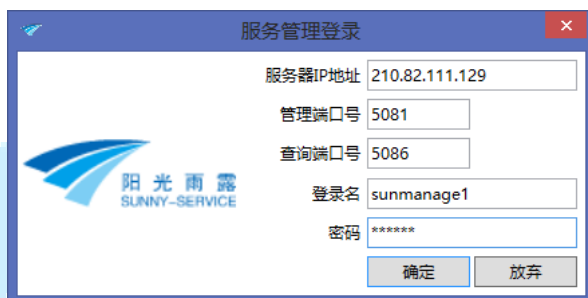 服务管理登录
服务器IP地址 210.82.111.129
管理端口号 5081
查询端口号 5086
阳光雨露
SUNNY-SERVICE
登录名 sunmanage1
密码 ******
确定 放弃